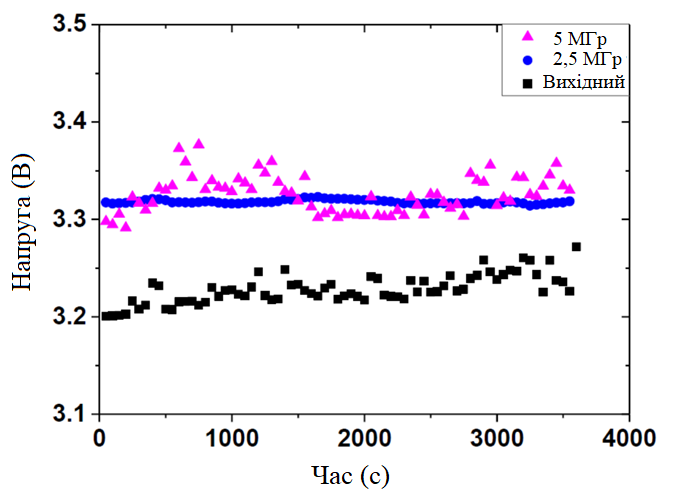 3.5
5 МГр
2,5 МГр
Вихідний
3.4
3.3
3.2
3.1
Напруга (В)
0
1000
2000
3000
4000
Час (с)